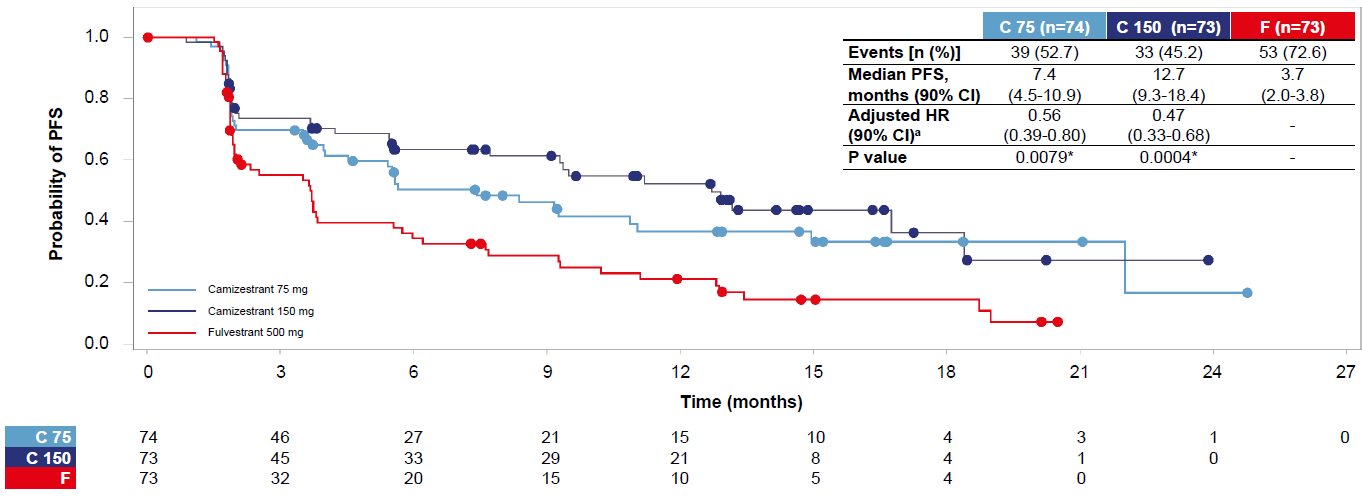 C 75 (n=74) C 150 (n=73) F (n=73)
Events [n (%)] 39 (52.7) 33 (45.2) 53 (72.6)
Median PFS, 7.4 12.7 3.7
months (90% CI) (4.5-10.9) (9.3-18.4) (2.0-3.8)
Adjusted HR 0.56 0.47 -
(90% CI)ª (0.39-0.80) (0.33-0.68)
P value 0.0079* 0.0004* -
Probability of PFS
1.0
0.8
0.6
0.4
0.2
0.0
Camizestrant 75 mg
Camizestrant 150 mg
Fulvestrant 500 mg
0 3 6 9 12 15 18 21 24 27
Time (months)
C 75 74 46 27 21 15 10 4 3 1 0
C 150 73 45 33 29 21 8 4 1 0
F 73 32 20 15 10 5 4 0